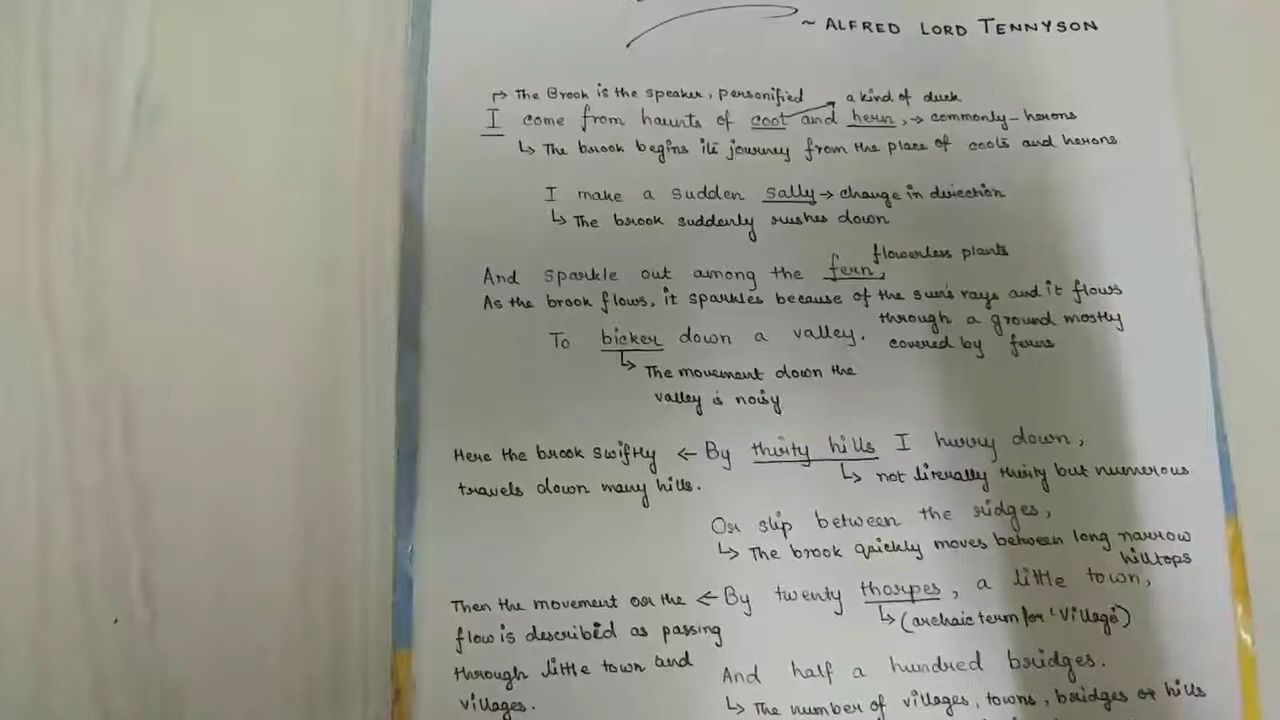 ~ ALFRED LORD TENNYSON
↱ The Brook is the speaker, personified a kind of duck
I come from haunts of coot and hern, → commonly - herons
↳ The brook begins its journey from the place of coots and herons
I make a sudden sally → change in direction
↳ The brook suddenly rushes down
flowerless plants
And sparkle out among the fern,
As the brook flows, it sparkles because of the sun's rays and it flows
through a ground mostly
To bicker down a valley. covered by ferns
↳ The movement down the
valley is noisy
Here the brook swiftly ← By thirty hills I hurry down,
travels down many hills. ↳ not literally thirty but numerous
Or slip between the ridges,
↳ The brook quickly moves between long narrow
hilltops
Then the movement or the ← By twenty thorpes, a little town,
flow is described as passing ↳ (archaic term for 'Village')
through little town and And half a hundred bridges.
villages. ↳ The number of villages, towns, bridges or hills